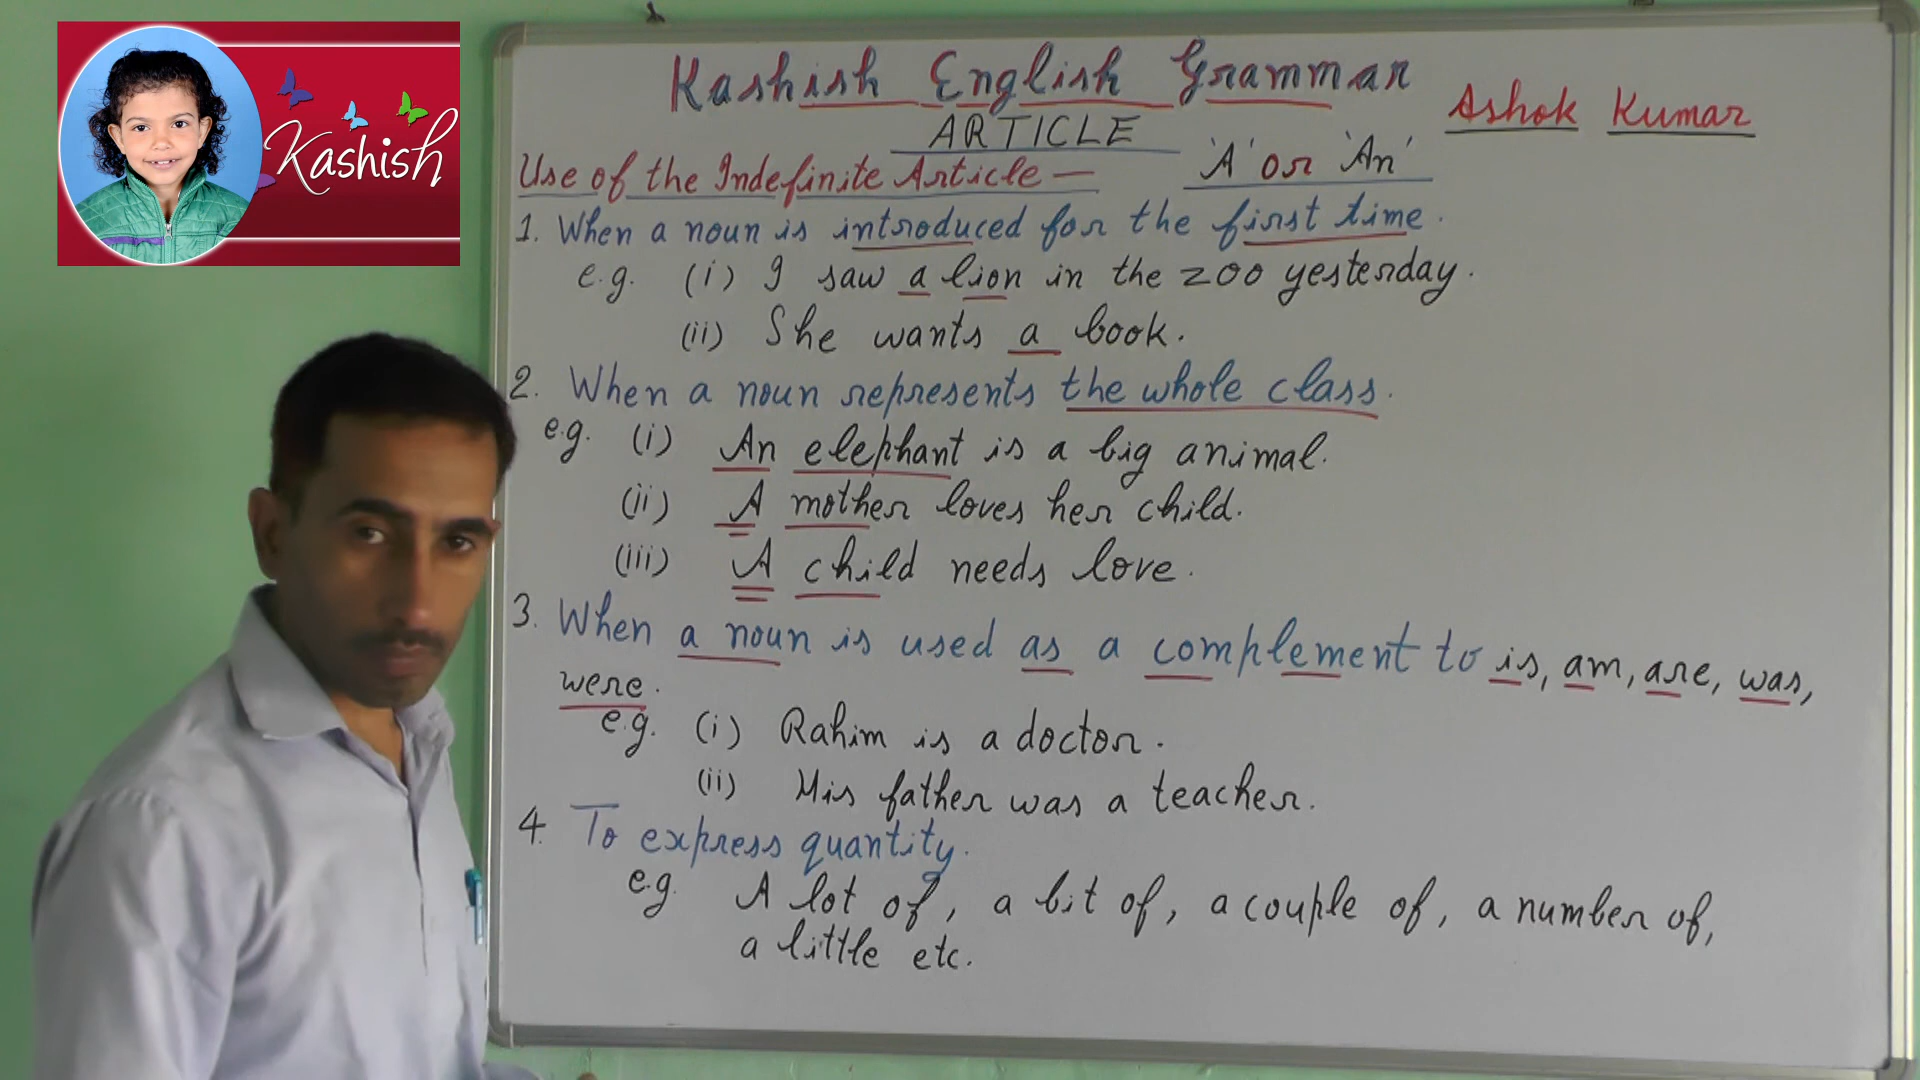 Kashish
Kashish English Grammar
Ashok Kumar
ARTICLE
Use of the Indefinite Article — 'A' or 'An'
1. When a noun is introduced for the first time.
e.g. (i) I saw a lion in the zoo yesterday.
(ii) She wants a book.
2. When a noun represents the whole class.
e.g. (i) An elephant is a big animal.
(ii) A mother loves her child.
(iii) A child needs love.
3. When a noun is used as a complement to is, am, are, was,
were.
e.g. (i) Rahim is a doctor.
(ii) His father was a teacher.
4. To express quantity.
e.g. A lot of, a bit of, a couple of, a number of,
a little etc.